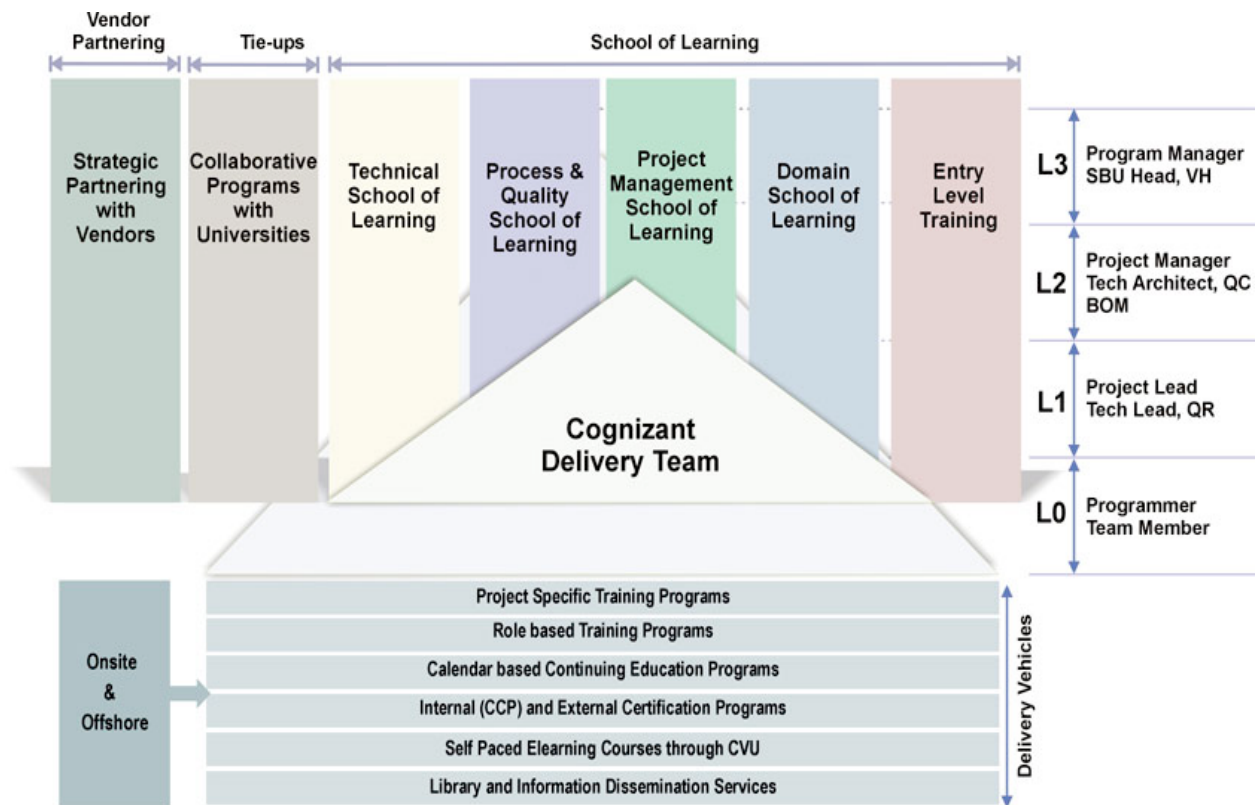 Vendor
Partnering
Tie-ups
School of Learning
Strategic
Partnering
with
Vendors
Collaborative
Programs
with
Universities
Technical
School of
Learning
Process &
Quality
School of
Learning
Project
Management
School of
Learning
Domain
School of
Learning
Entry
Level
Training
L3
Program Manager
SBU Head, VH
L2
Project Manager
Tech Architect, QC
BOM
L1
Project Lead
Tech Lead, QR
L0
Programmer
Team Member
Cognizant
Delivery Team
Onsite
&
Offshore
Project Specific Training Programs
Role based Training Programs
Calendar based Continuing Education Programs
Internal (CCP) and External Certification Programs
Self Paced Elearning Courses through CVU
Library and Information Dissemination Services
Delivery Vehicles